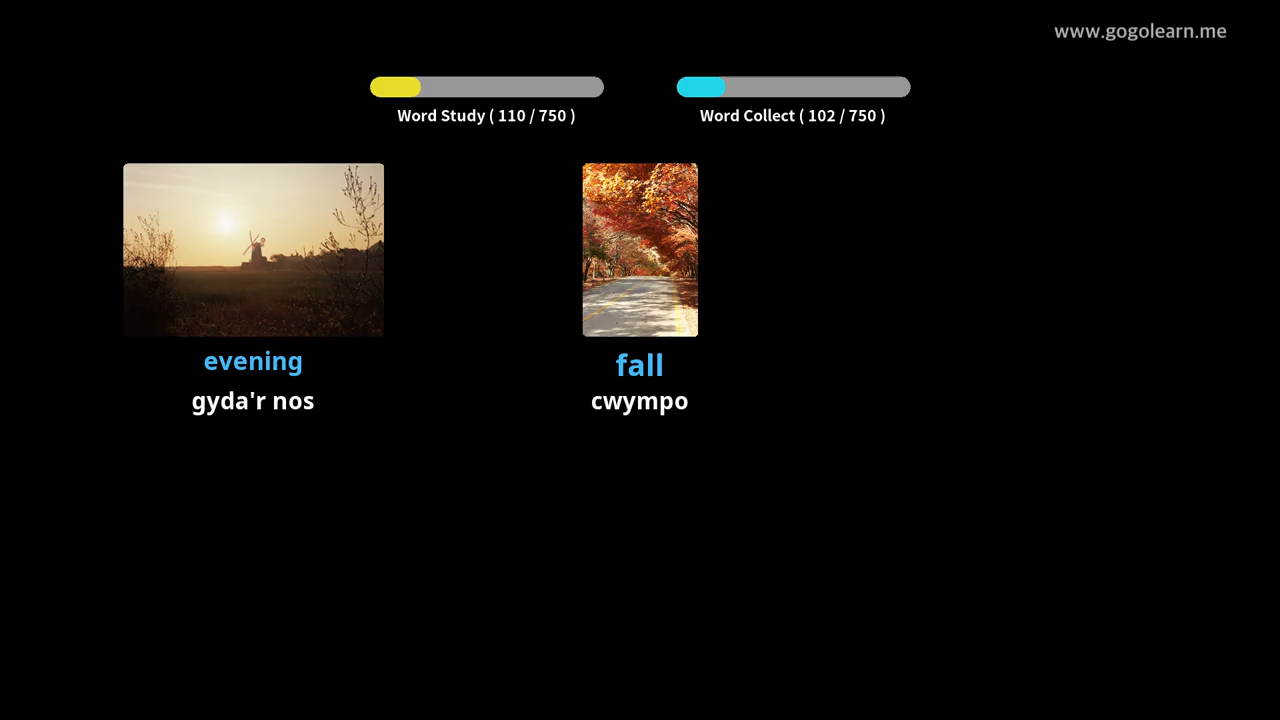 www.gogolearn.me
Word Study ( 110 / 750 )
Word Collect ( 102 / 750 )
evening
gyda'r nos
fall
cwympo